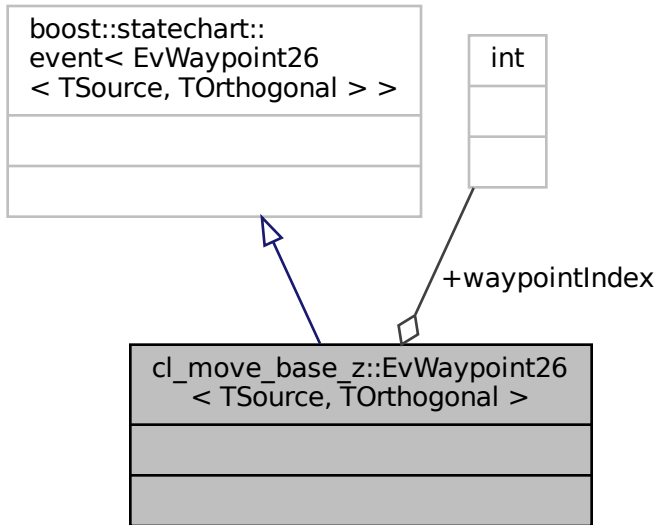 boost::statechart::
event< EvWaypoint26
< TSource, TOrthogonal > >
int
+waypointIndex
cl_move_base_z::EvWaypoint26
< TSource, TOrthogonal >